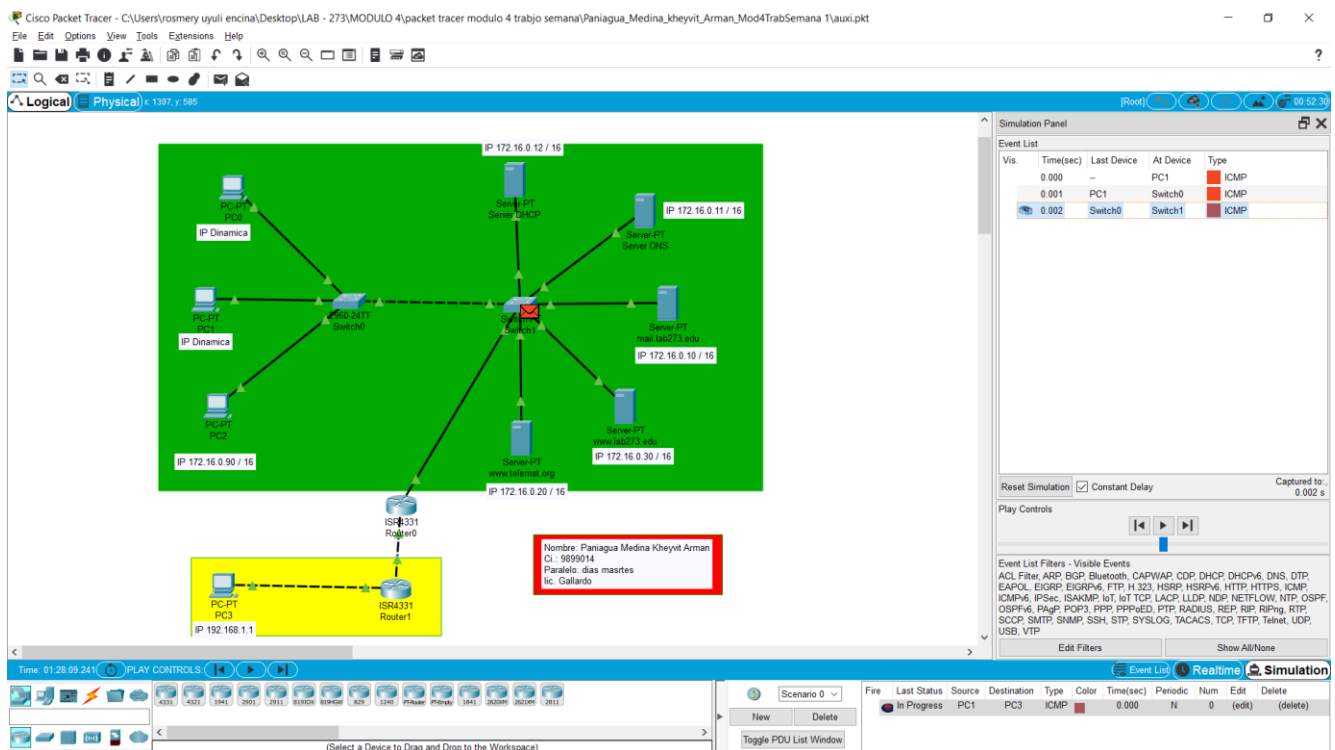 Cisco Packet Tracer - C:\Users\rosmery uyuli encina\Desktop\LAB - 273\MODULO 4\packet tracer modulo 4 trabjo semana\Paniagua_Medina_kheyvit_Arman_Mod4TrabSemana 1\auxi.pkt
File Edit Options View Tools Extensions Help
?
Logical Physical x: 1397, y: 585 [Root] 00:52:30
IP 172.16.0.12 / 16
Server-PT
Server DHCP
IP 172.16.0.11 / 16
Server-PT
Server DNS
PC-PT
PC0
IP Dinamica
PC-PT
PC1
IP Dinamica
2960-24TT
Switch0
Switch1
Server-PT
mail.lab273.edu
IP 172.16.0.10 / 16
PC-PT
PC2
IP 172.16.0.90 / 16
Server-PT
www.lab273.edu
IP 172.16.0.30 / 16
Server-PT
www.telemat.org
IP 172.16.0.20 / 16
ISR4331
Router0
Nombre: Paniagua Medina Kheyvit Arman
Ci.: 9899014
Paralelo: dias masrtes
lic. Gallardo
PC-PT
PC3
IP 192.168.1.1
ISR4331
Router1
Simulation Panel
Event List
Vis. Time(sec) Last Device At Device Type
0.000 -- PC1 ICMP
0.001 PC1 Switch0 ICMP
0.002 Switch0 Switch1 ICMP
Reset Simulation Constant Delay Captured to:
0.002 s
Play Controls
Event List Filters - Visible Events
ACL Filter, ARP, BGP, Bluetooth, CAPWAP, CDP, DHCP, DHCPv6, DNS, DTP,
EAPOL, EIGRP, EIGRPv6, FTP, H.323, HSRP, HSRPv6, HTTP, HTTPS, ICMP,
ICMPv6, IPSec, ISAKMP, IoT, IoT TCP, LACP, LLDP, NDP, NETFLOW, NTP, OSPF,
OSPFv6, PAgP, POP3, PPP, PPPoED, PTP, RADIUS, REP, RIP, RIPng, RTP,
SCCP, SMTP, SNMP, SSH, STP, SYSLOG, TACACS, TCP, TFTP, Telnet, UDP,
USB, VTP
Edit Filters Show All/None
Time: 01:28:09.241 PLAY CONTROLS: Event List Realtime Simulation
4331 4321 1941 2901 2911 819IOX 819HGW 829 1240 PT-Router PT-Empty 1841 2620XM 2621XM 2811
(Select a Device to Drag and Drop to the Workspace)
Scenario 0
New Delete
Toggle PDU List Window
Fire Last Status Source Destination Type Color Time(sec) Periodic Num Edit Delete
In Progress PC1 PC3 ICMP 0.000 N 0 (edit) (delete)